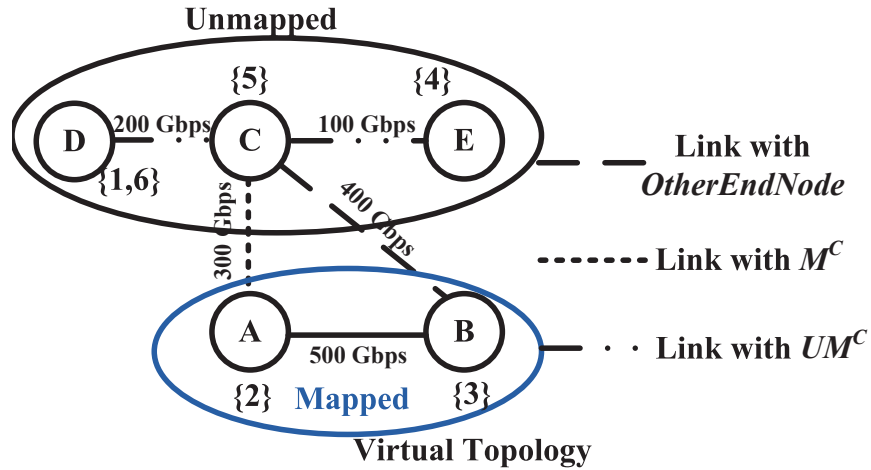 Unmapped
{5}
{4}
200 Gbps
100 Gbps
D
C
E
{1,6}
Link with
OtherEndNode
300 Gbps
400 Gbps
Link with M^C
A
B
500 Gbps
Link with UM^C
{2}
Mapped
{3}
Virtual Topology